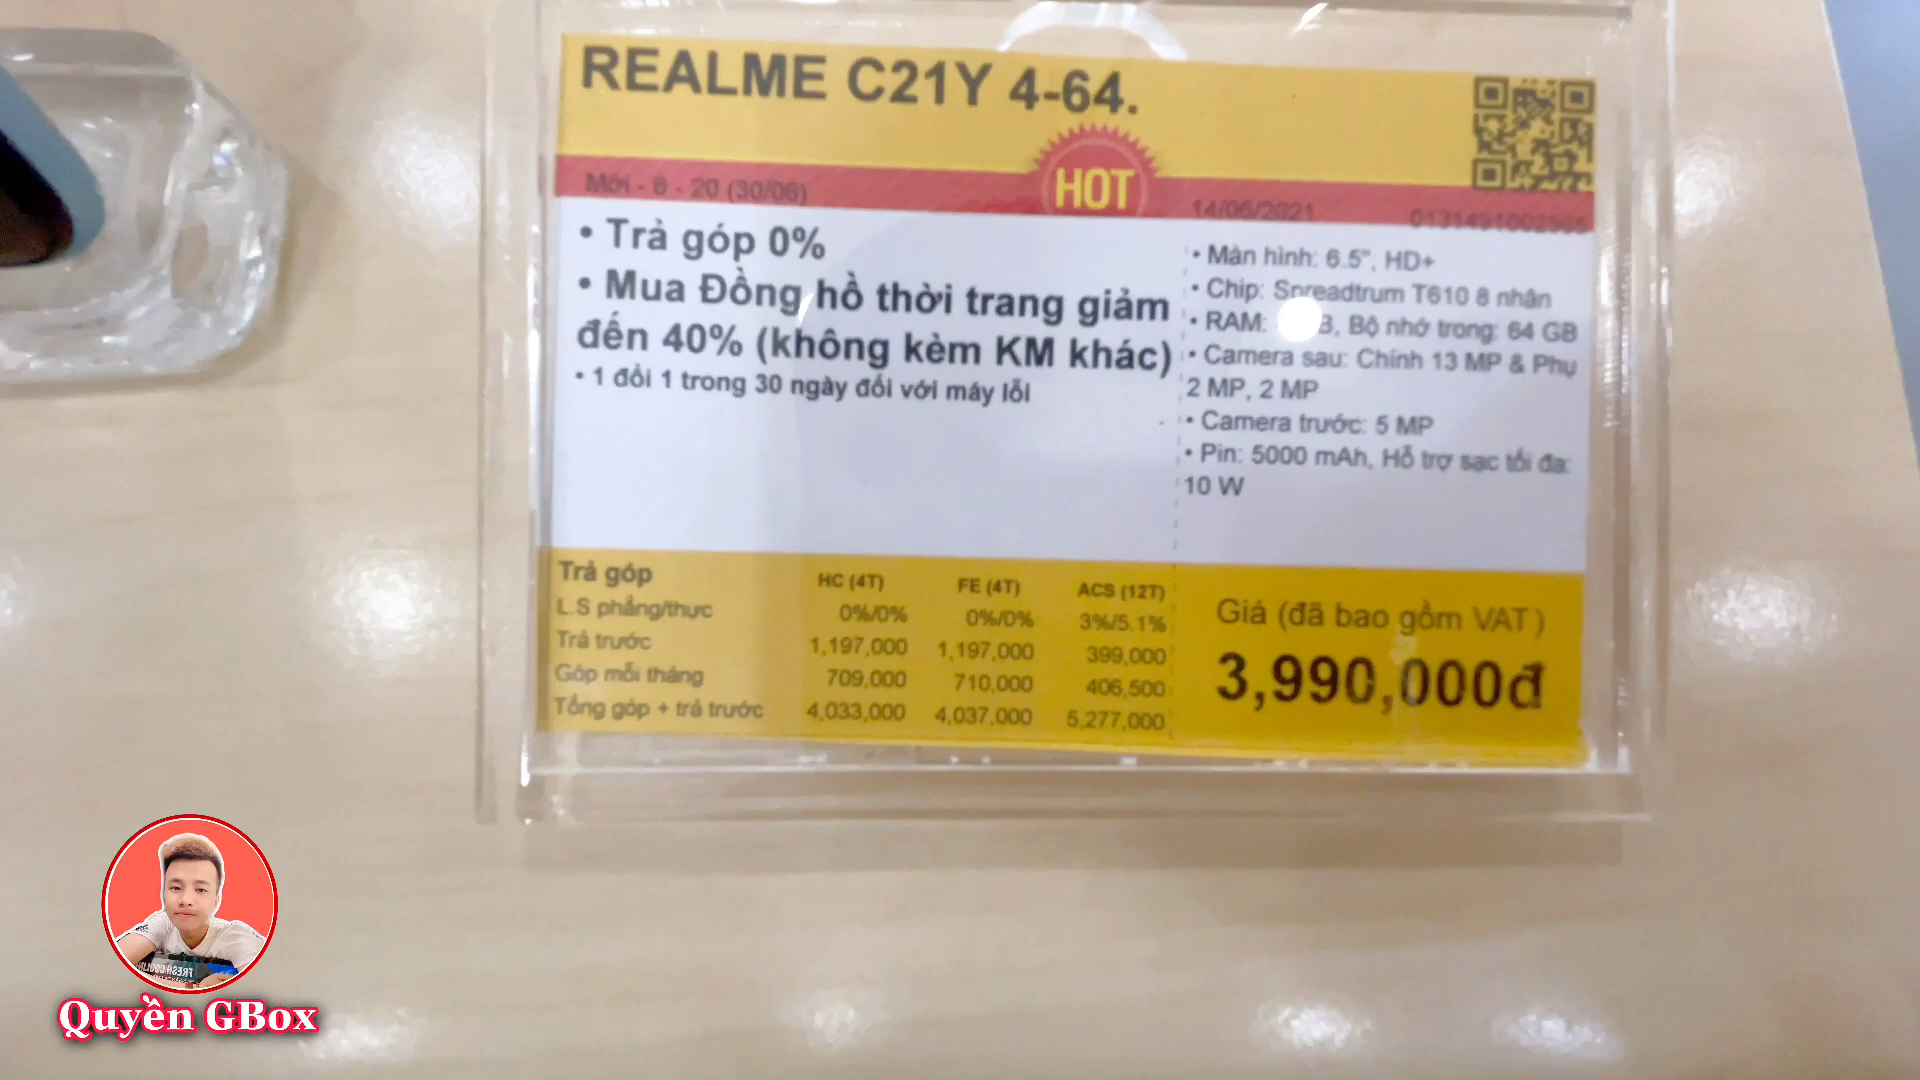 REALME C21Y 4-64.
HOT
Mới - 6 - 20 (30/06)
14/06/2021
• Trả góp 0%
• Mua Đồng hồ thời trang giảm
đến 40% (không kèm KM khác)
• 1 đổi 1 trong 30 ngày đối với máy lỗi
• Màn hình: 6.5", HD+
• Chip: Spreadtrum T610 8 nhân
• RAM: B, Bộ nhớ trong: 64 GB
• Camera sau: Chính 13 MP & Phụ
2 MP, 2 MP
• Camera trước: 5 MP
• Pin: 5000 mAh, Hỗ trợ sạc tối đa:
10 W
Trả góp HC (4T) FE (4T) ACS (12T)
L.S phẳng/thực 0%/0% 0%/0% 3%/5.1%
Trả trước 1,197,000 1,197,000 399,000
Góp mỗi tháng 709,000 710,000 406,500
Tổng góp + trả trước 4,033,000 4,037,000 5,277,000
Giá (đã bao gồm VAT)
3,990,000đ
FRESH COOLIN
Quyền GBox